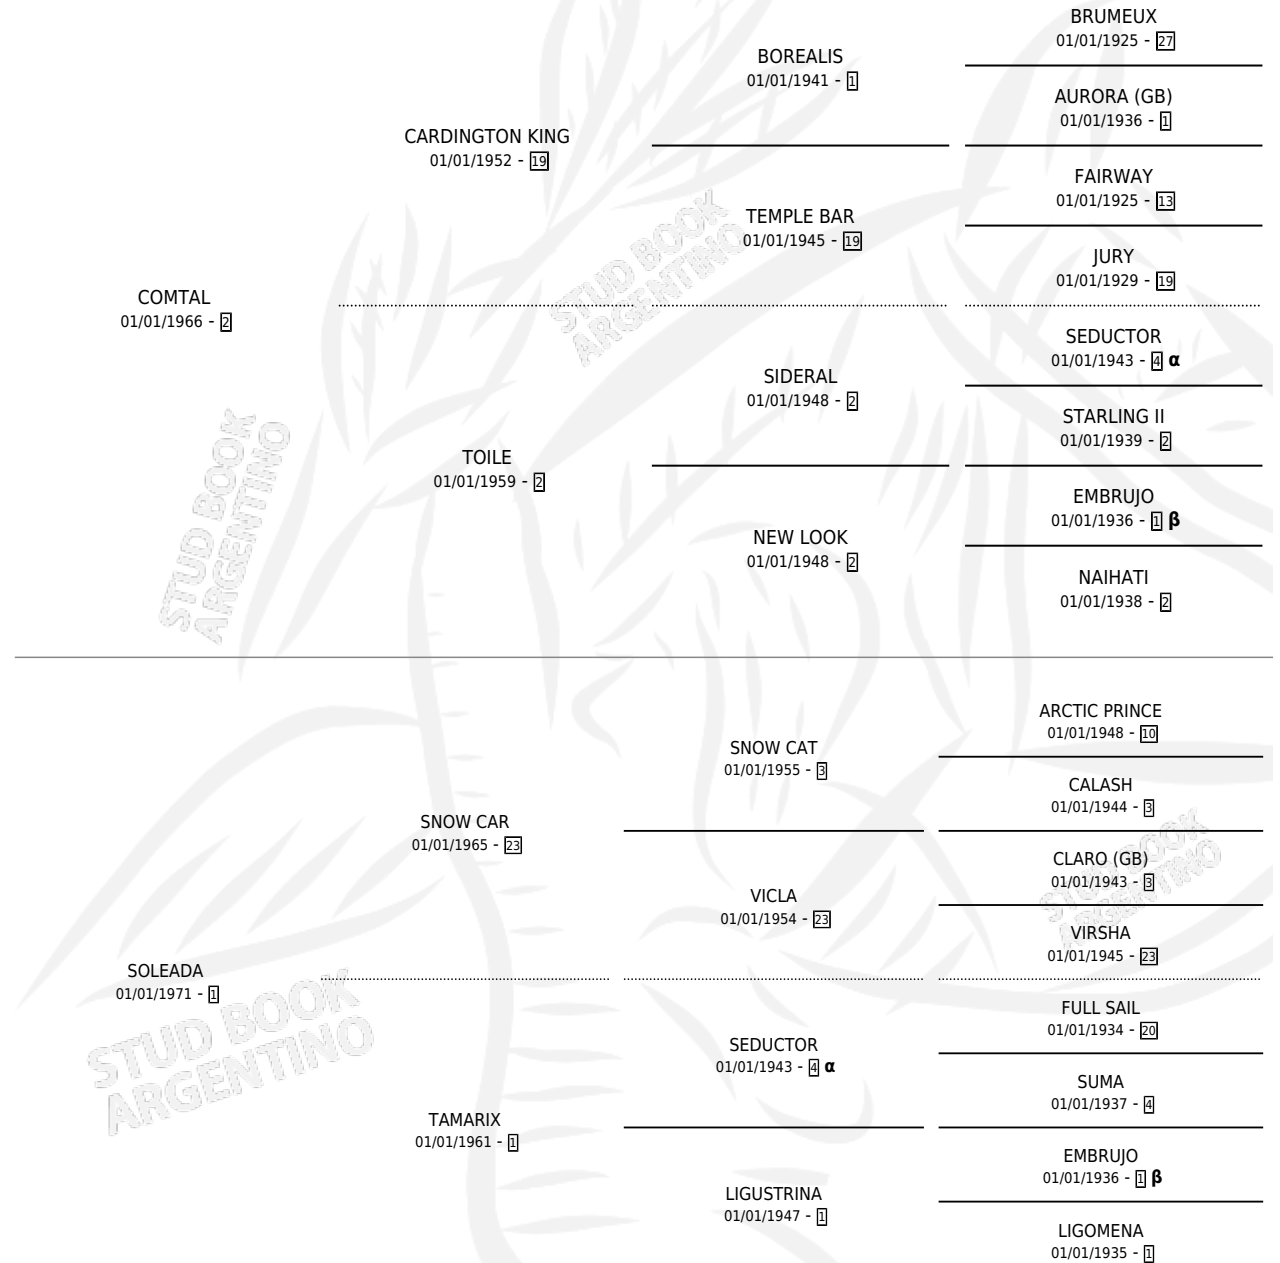 BRUMEUX
01/01/1925 - 27
BOREALIS
01/01/1941 - 1
AURORA (GB)
01/01/1936 - 1
CARDINGTON KING
01/01/1952 - 19
FAIRWAY
01/01/1925 - 13
TEMPLE BAR
01/01/1945 - 19
JURY
01/01/1929 - 19
COMTAL
01/01/1966 - 2
SEDUCTOR
01/01/1943 - 4 α
SIDERAL
01/01/1948 - 2
STARLING II
01/01/1939 - 2
TOILE
01/01/1959 - 2
EMBRUJO
01/01/1936 - 1 β
NEW LOOK
01/01/1948 - 2
NAIHATI
01/01/1938 - 2
ARCTIC PRINCE
01/01/1948 - 10
SNOW CAT
01/01/1955 - 3
CALASH
01/01/1944 - 3
SNOW CAR
01/01/1965 - 23
CLARO (GB)
01/01/1943 - 3
VICLA
01/01/1954 - 23
VIRSHA
01/01/1945 - 23
SOLEADA
01/01/1971 - 1
FULL SAIL
01/01/1934 - 20
SEDUCTOR
01/01/1943 - 4 α
SUMA
01/01/1937 - 4
TAMARIX
01/01/1961 - 1
EMBRUJO
01/01/1936 - 1 β
LIGUSTRINA
01/01/1947 - 1
LIGOMENA
01/01/1935 - 1
STUD BOOK
ARGENTINO
STUD BOOK
ARGENTINO
STUD BOOK
ARGENTINO
STUD BOOK
ARGENTINO